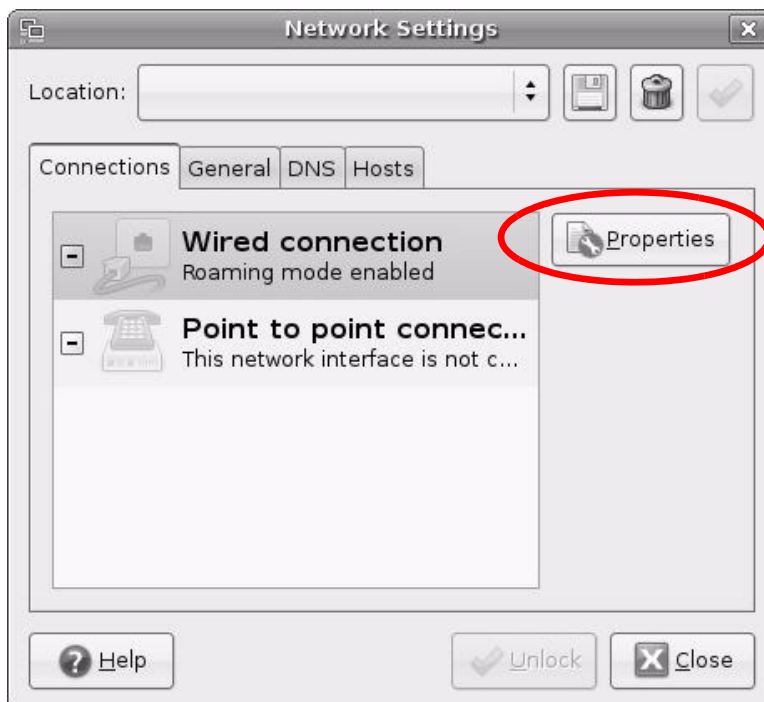 Network Settings
Location:
Connections General DNS Hosts
Wired connection
Roaming mode enabled
Properties
Point to point connec...
This network interface is not c...
Help Unlock Close